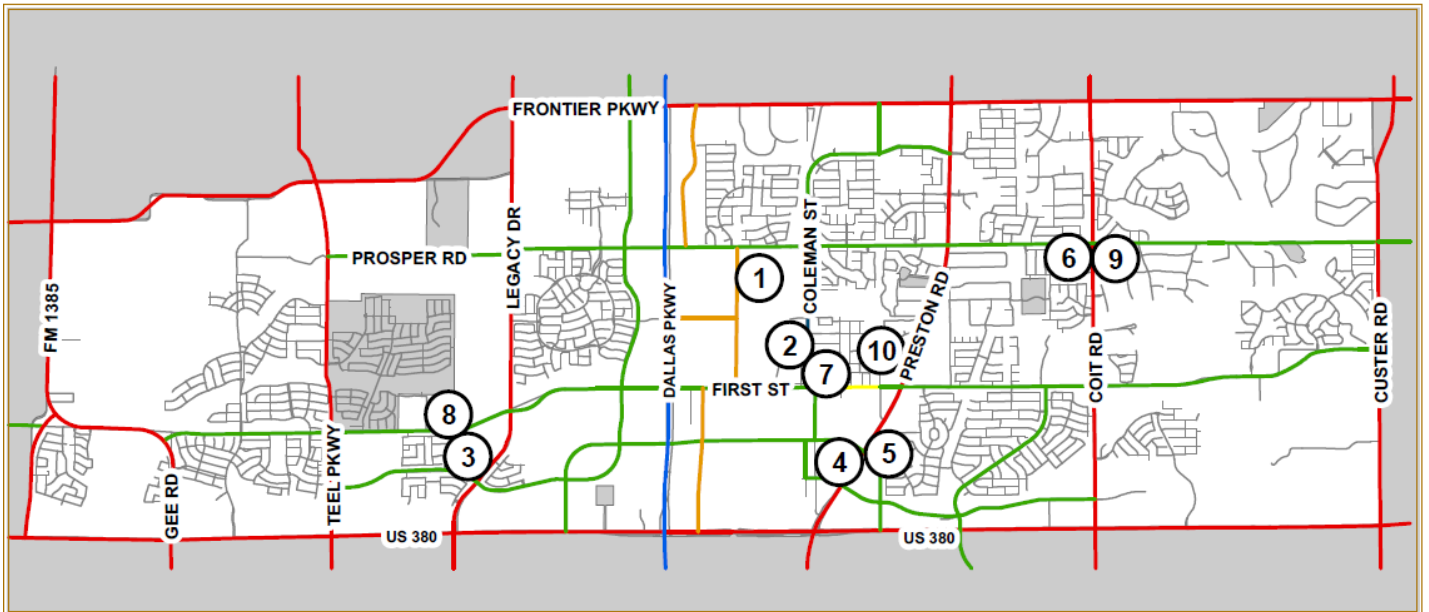 FRONTIER PKWY
COLEMAN ST
LEGACY DR
PROSPER RD
6
9
1
DALLAS PKWY
PRESTON RD
FM 1385
2
10
COIT RD
CUSTER RD
7
FIRST ST
8
3
5
4
TEEL PKWY
GEE RD
US 380
US 380